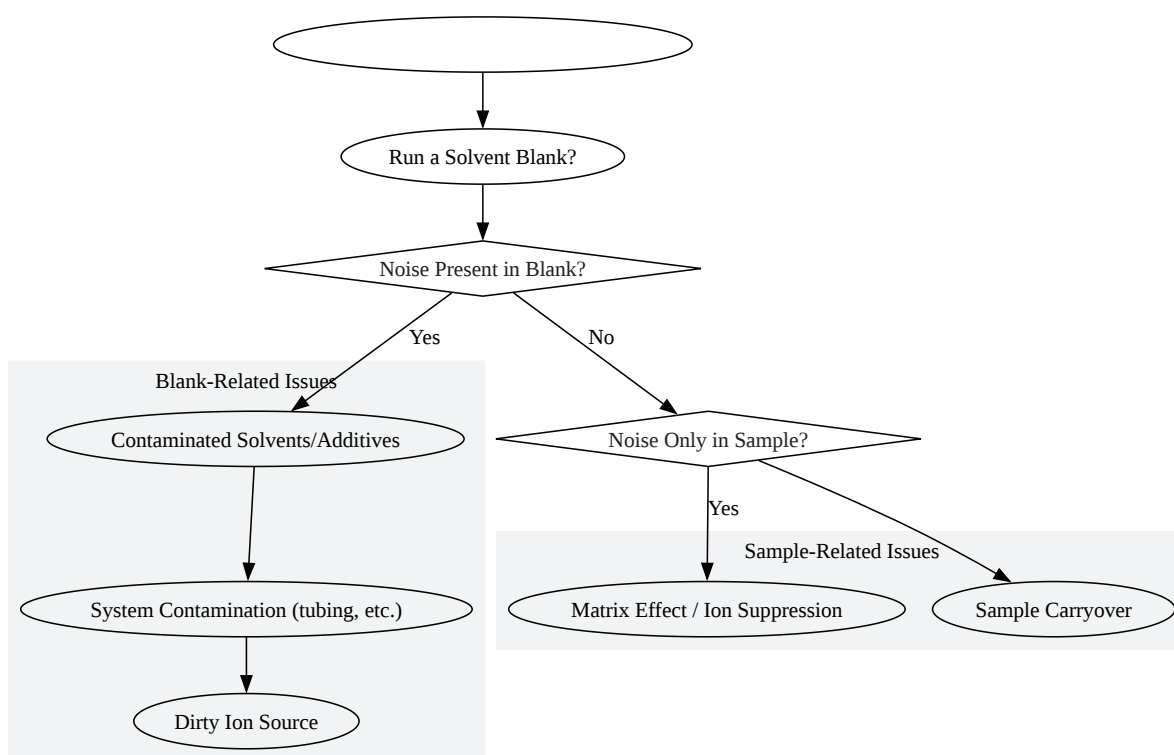 Run a Solvent Blank?
Noise Present in Blank?
Yes
No
Blank-Related Issues
Contaminated Solvents/Additives
Noise Only in Sample?
Yes
Sample-Related Issues
System Contamination (tubing, etc.)
Matrix Effect / Ion Suppression
Sample Carryover
Dirty Ion Source